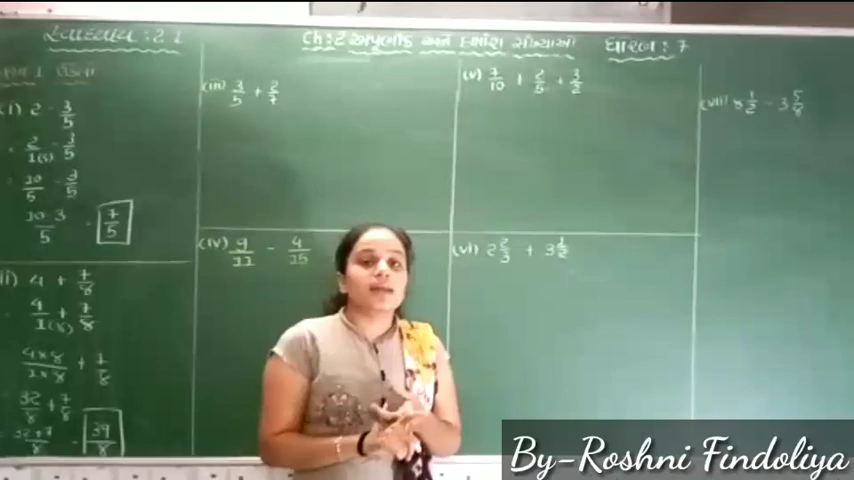 સ્વાધ્યાય : 2.1
Ch : 2 અપૂર્ણાંક અને દશાંશ સંખ્યાઓ
ધોરણ : 7
(i) 2 - 3/5
= 2/1(5) - 3/5
= 10/5 - 3/5
10-3/5 = 7/5
(ii) 4 + 7/8
= 4/1(8) + 7/8
4×8/1×8 + 7/8
= 32/8 + 7/8
= 32+7/8 = 39/8
(iii) 3/5 + 2/7
(iv) 9/11 - 4/15
(v) 7/10 + 2/5 + 3/2
(vi) 2 2/3 + 3 1/2
(vii) 8 1/2 - 3 5/8
By-Roshni Findoliya